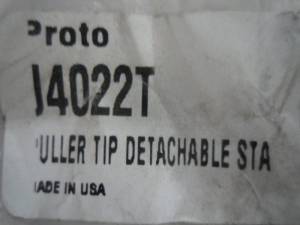 Proto
J4022T
PULLER TIP DETACHABLE STA
MADE IN USA